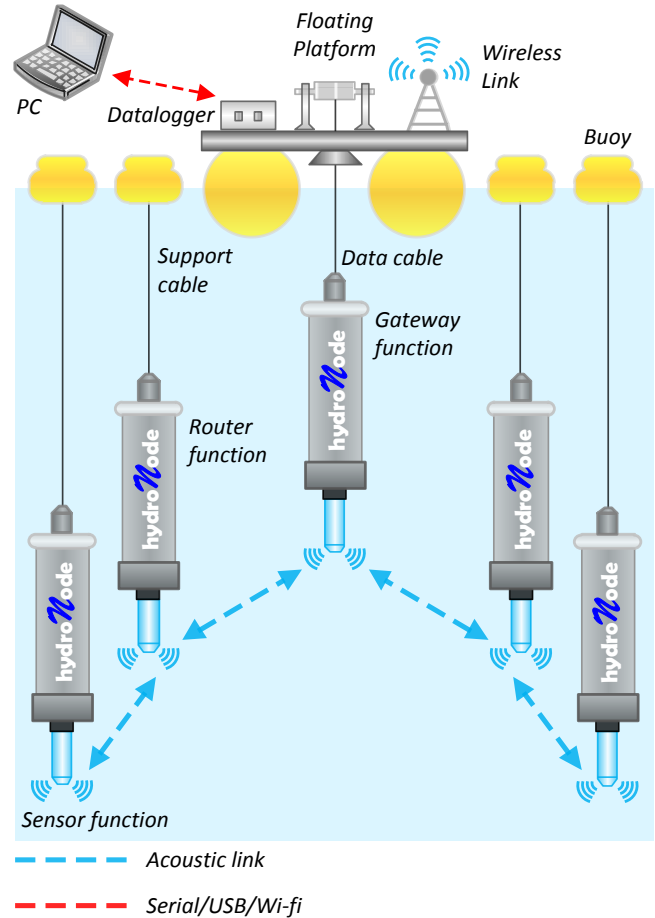 Floating
Platform
Wireless
Link
PC
Datalogger
Buoy
Support
cable
Data cable
Gateway
function
hydroNode
Router
function
hydroNode
hydroNode
hydroNode
hydroNode
Sensor function
Acoustic link
Serial/USB/Wi-fi